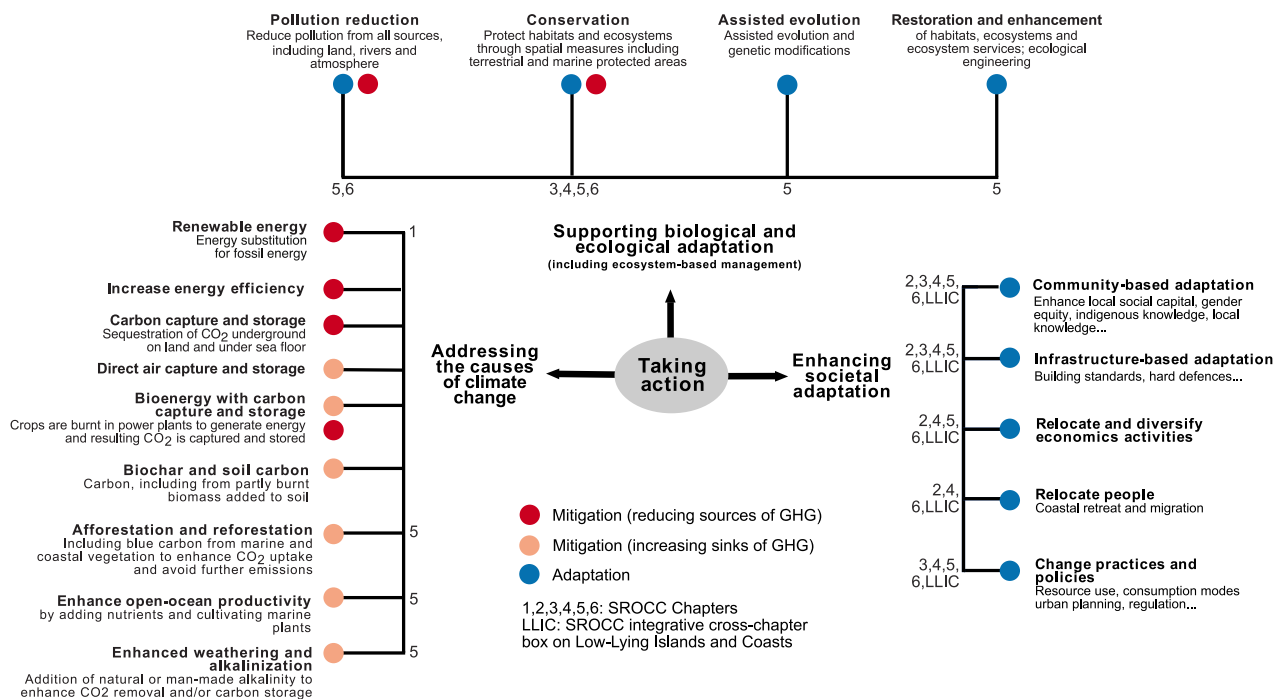 Pollution reduction
Reduce pollution from all sources,
including land, rivers and
atmosphere
Conservation
Protect habitats and ecosystems
through spatial measures including
terrestrial and marine protected areas
Assisted evolution
Assisted evolution and
genetic modifications
Restoration and enhancement
of habitats, ecosystems and
ecosystem services; ecological
engineering
5,6
3,4,5,6
5
5
Renewable energy
Energy substitution
for fossil energy
1
Increase energy efficiency
Carbon capture and storage
Sequestration of CO2 underground
on land and under sea floor
Direct air capture and storage
Bioenergy with carbon
capture and storage
Crops are burnt in power plants to generate energy
and resulting CO2 is captured and stored
Biochar and soil carbon
Carbon, including from partly burnt
biomass added to soil
Afforestation and reforestation
Including blue carbon from marine and
coastal vegetation to enhance CO2 uptake
and avoid further emissions
5
Enhance open-ocean productivity
by adding nutrients and cultivating marine
plants
5
Enhanced weathering and
alkalinization
Addition of natural or man-made alkalinity to
enhance CO2 removal and/or carbon storage
5
Supporting biological and
ecological adaptation
(including ecosystem-based management)
Addressing
the causes
of climate
change
Taking
action
Enhancing
societal
adaptation
Mitigation (reducing sources of GHG)
Mitigation (increasing sinks of GHG)
Adaptation
1,2,3,4,5,6: SROCC Chapters
LLIC: SROCC integrative cross-chapter
box on Low-Lying Islands and Coasts
2,3,4,5,
6,LLIC
Community-based adaptation
Enhance local social capital, gender
equity, indigenous knowledge, local
knowledge...
2,3,4,5,
6,LLIC
Infrastructure-based adaptation
Building standards, hard defences...
2,4,5,
6,LLIC
Relocate and diversify
economics activities
2,4,
6,LLIC
Relocate people
Coastal retreat and migration
3,4,5,
6,LLIC
Change practices and
policies
Resource use, consumption modes
urban planning, regulation...